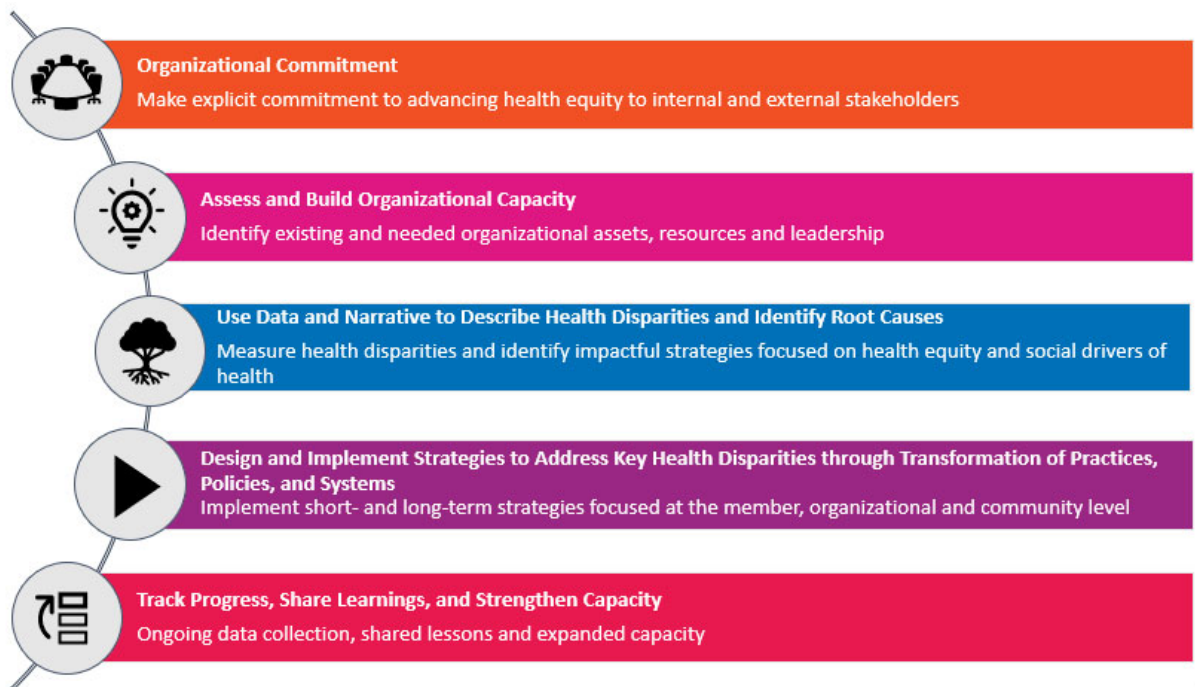 Organizational Commitment
Make explicit commitment to advancing health equity to internal and external stakeholders
Assess and Build Organizational Capacity
Identify existing and needed organizational assets, resources and leadership
Use Data and Narrative to Describe Health Disparities and Identify Root Causes
Measure health disparities and identify impactful strategies focused on health equity and social drivers of
health
Design and Implement Strategies to Address Key Health Disparities through Transformation of Practices,
Policies, and Systems
Implement short- and long-term strategies focused at the member, organizational and community level
Track Progress, Share Learnings, and Strengthen Capacity
Ongoing data collection, shared lessons and expanded capacity